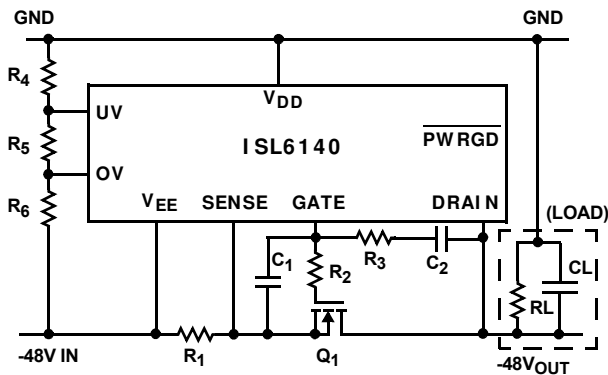 GND GND
R4
VDD
UV
ISL6140
PWRGD
R5
OV
VEE SENSE GATE DRAIN
R6
(LOAD)
C1
R2
R3
C2
CL
RL
-48V IN
R1
Q1
-48VOUT